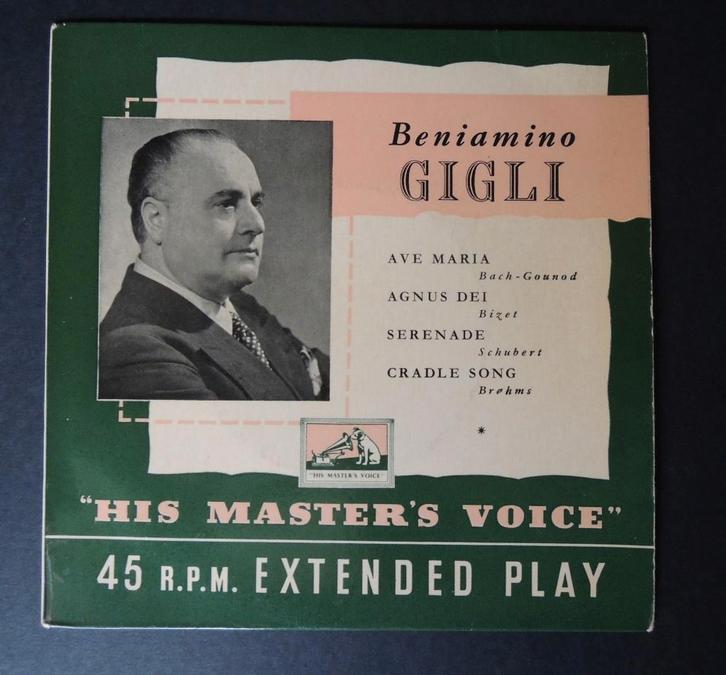 Beniamino
GIGLI
AVE MARIA
Bach-Gounod
AGNUS DEI
Bizet
SERENADE
Schubert
CRADLE SONG
Brahms
*
"HIS MASTER'S VOICE"
"HIS MASTER'S VOICE"
45 R.P.M. EXTENDED PLAY